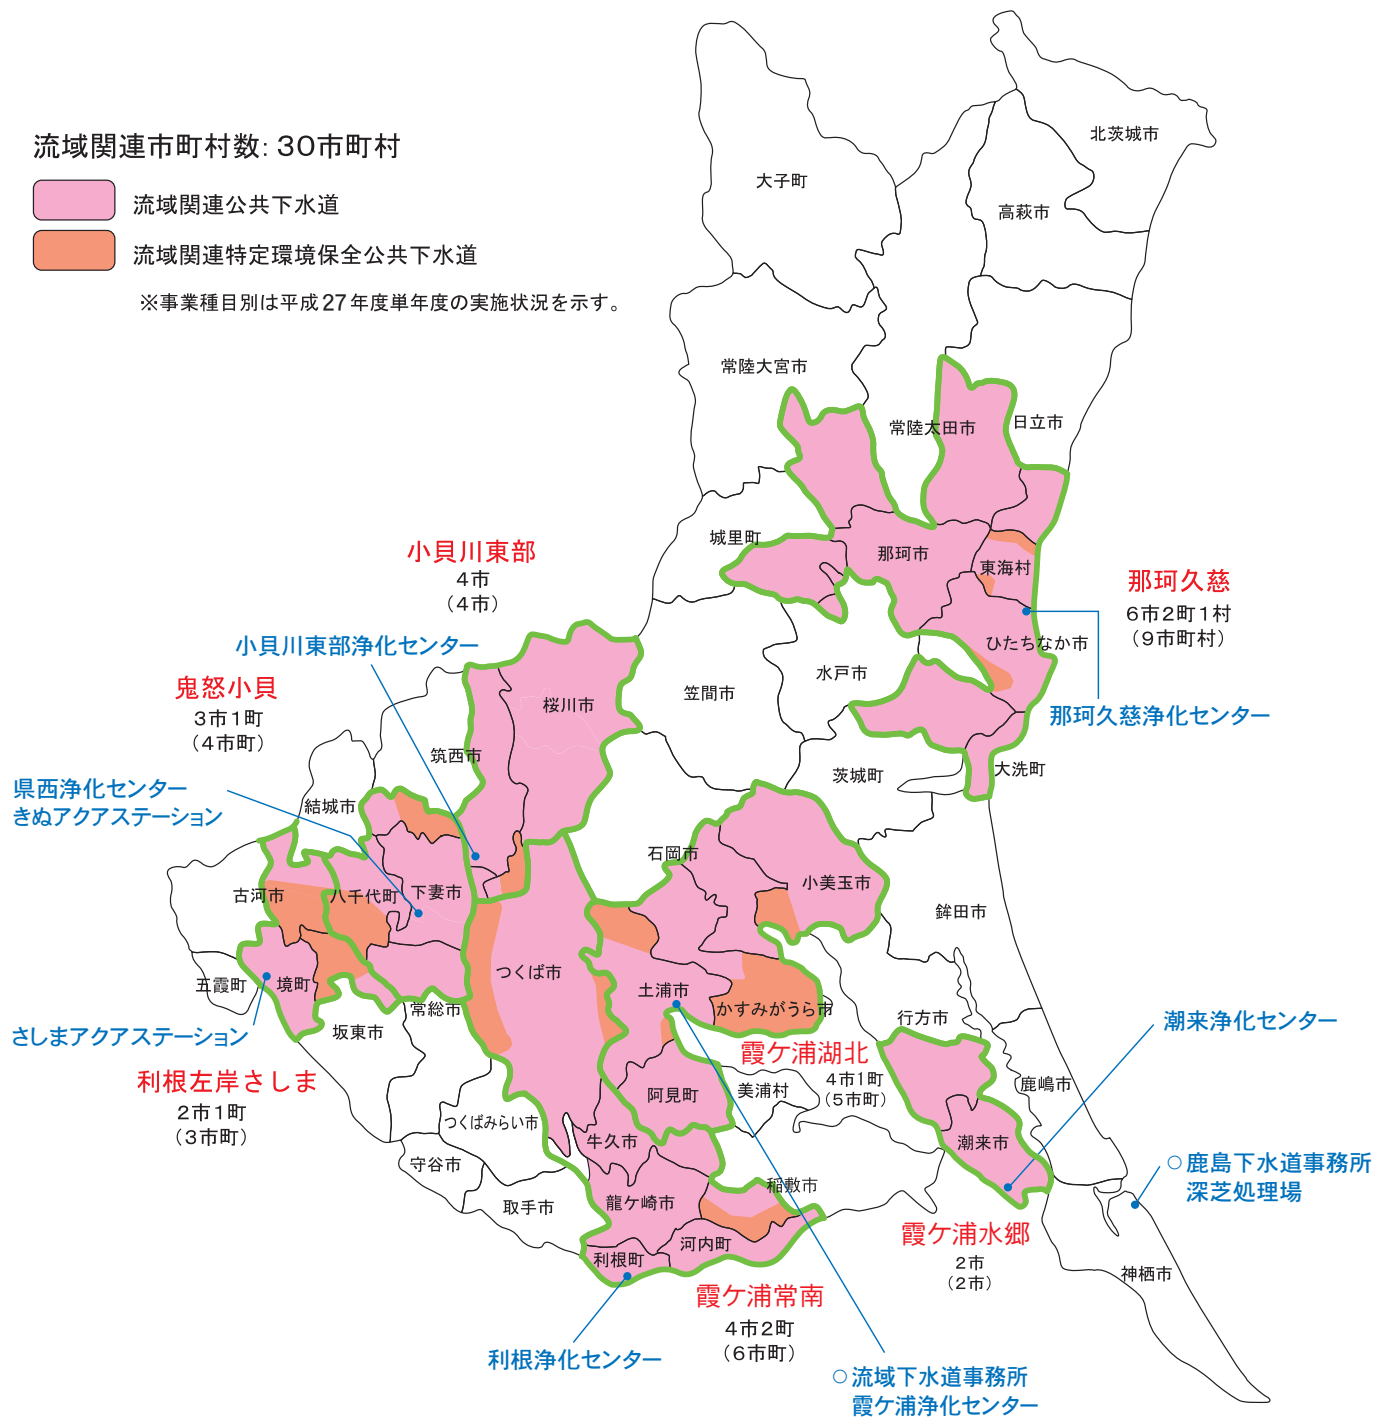 流域関連市町村数: 30市町村
流域関連公共下水道
流域関連特定環境保全公共下水道
※事業種目別は平成27年度単年度の実施状況を示す。
北茨城市
大子町
高萩市
常陸大宮市
常陸太田市
日立市
城里町
那珂市
東海村
那珂久慈
6市2町1村
(9市町村)
ひたちなか市
那珂久慈浄化センター
小貝川東部
4市
(4市)
小貝川東部浄化センター
鬼怒小貝
3市1町
(4市町)
県西浄化センター
きぬアクアステーション
桜川市
笠間市
水戸市
筑西市
茨城町
大洗町
結城市
石岡市
小美玉市
古河市
八千代町
下妻市
鉾田市
五霞町
境町
つくば市
土浦市
かすみがうら市
常総市
坂東市
行方市
さしまアクアステーション
利根左岸さしま
2市1町
(3市町)
霞ケ浦湖北
4市1町
(5市町)
潮来浄化センター
阿見町
美浦村
鹿嶋市
つくばみらい市
牛久市
潮来市
守谷市
取手市
龍ケ崎市
稲敷市
○鹿島下水道事務所
深芝処理場
河内町
利根町
霞ケ浦水郷
2市
(2市)
神栖市
霞ケ浦常南
4市2町
(6市町)
利根浄化センター
○流域下水道事務所
霞ケ浦浄化センター